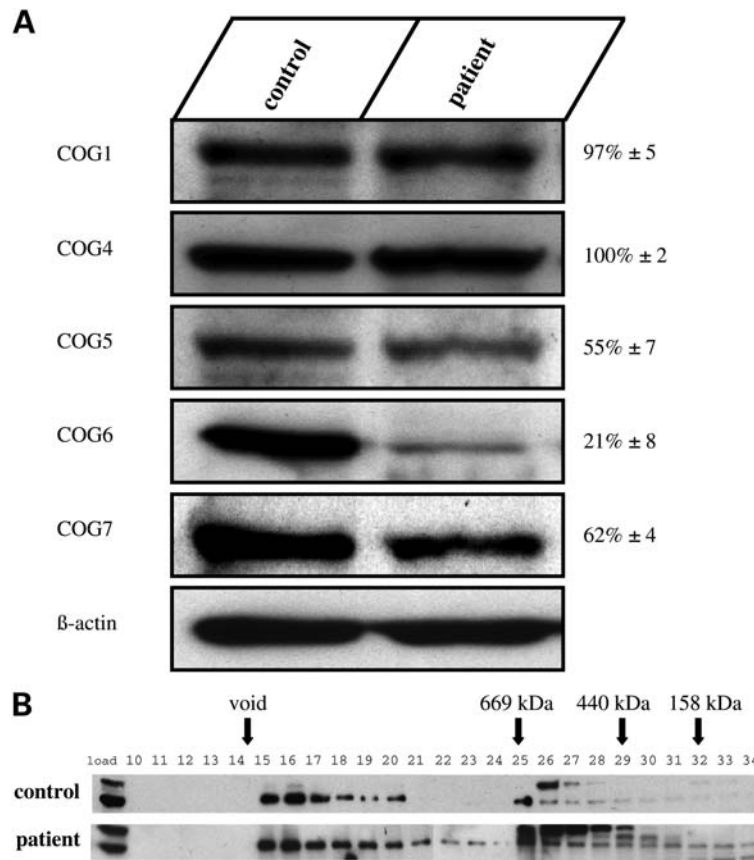 A
control patient
COG1 97% ± 5
COG4 100% ± 2
COG5 55% ± 7
COG6 21% ± 8
COG7 62% ± 4
ß-actin
B
void 669 kDa 440 kDa 158 kDa
load 10 11 12 13 14 15 16 17 18 19 20 21 22 23 24 25 26 27 28 29 30 31 32 33 34
control
patient